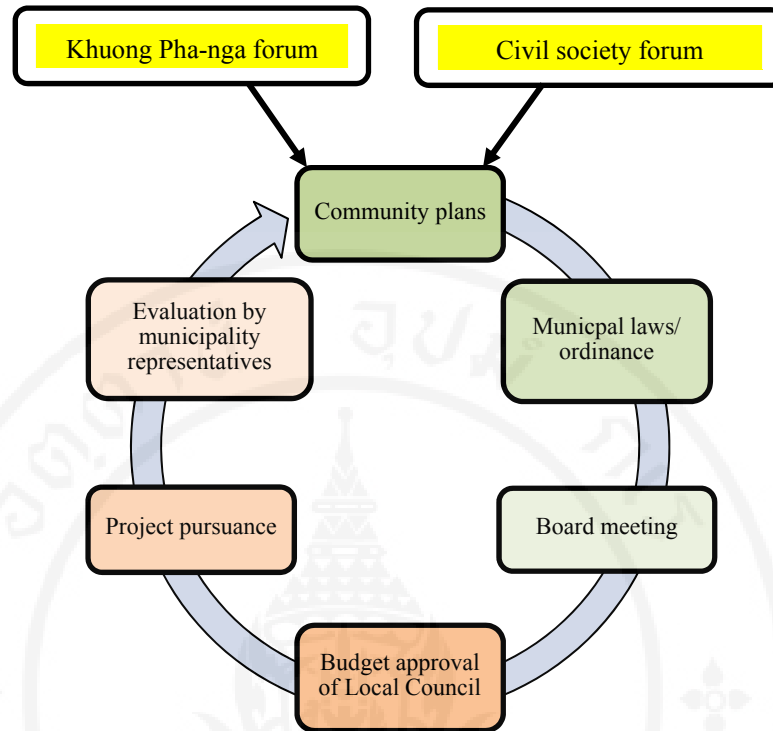 Khuong Pha-nga forum
Civil society forum
Community plans
Evaluation by
municipality
representatives
Municpal laws/
ordinance
Project pursuance
Board meeting
Budget approval
of Local Council